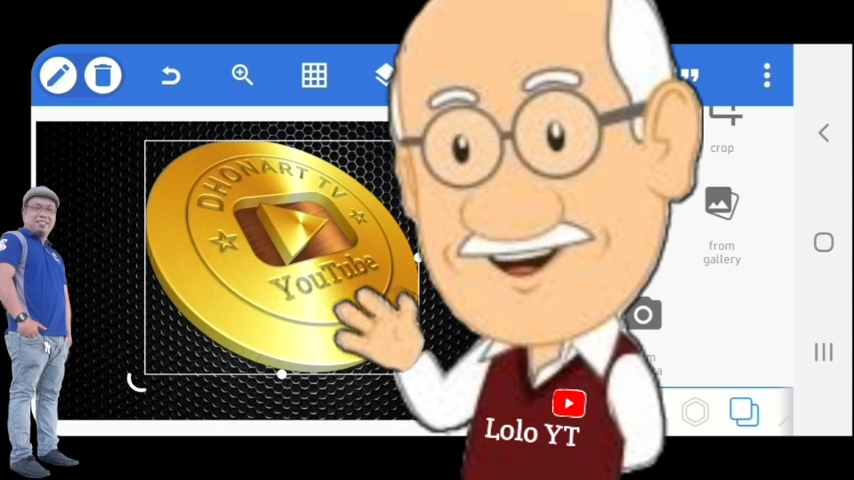 DHONART TV
YouTube
crop
from
gallery
Lolo YT